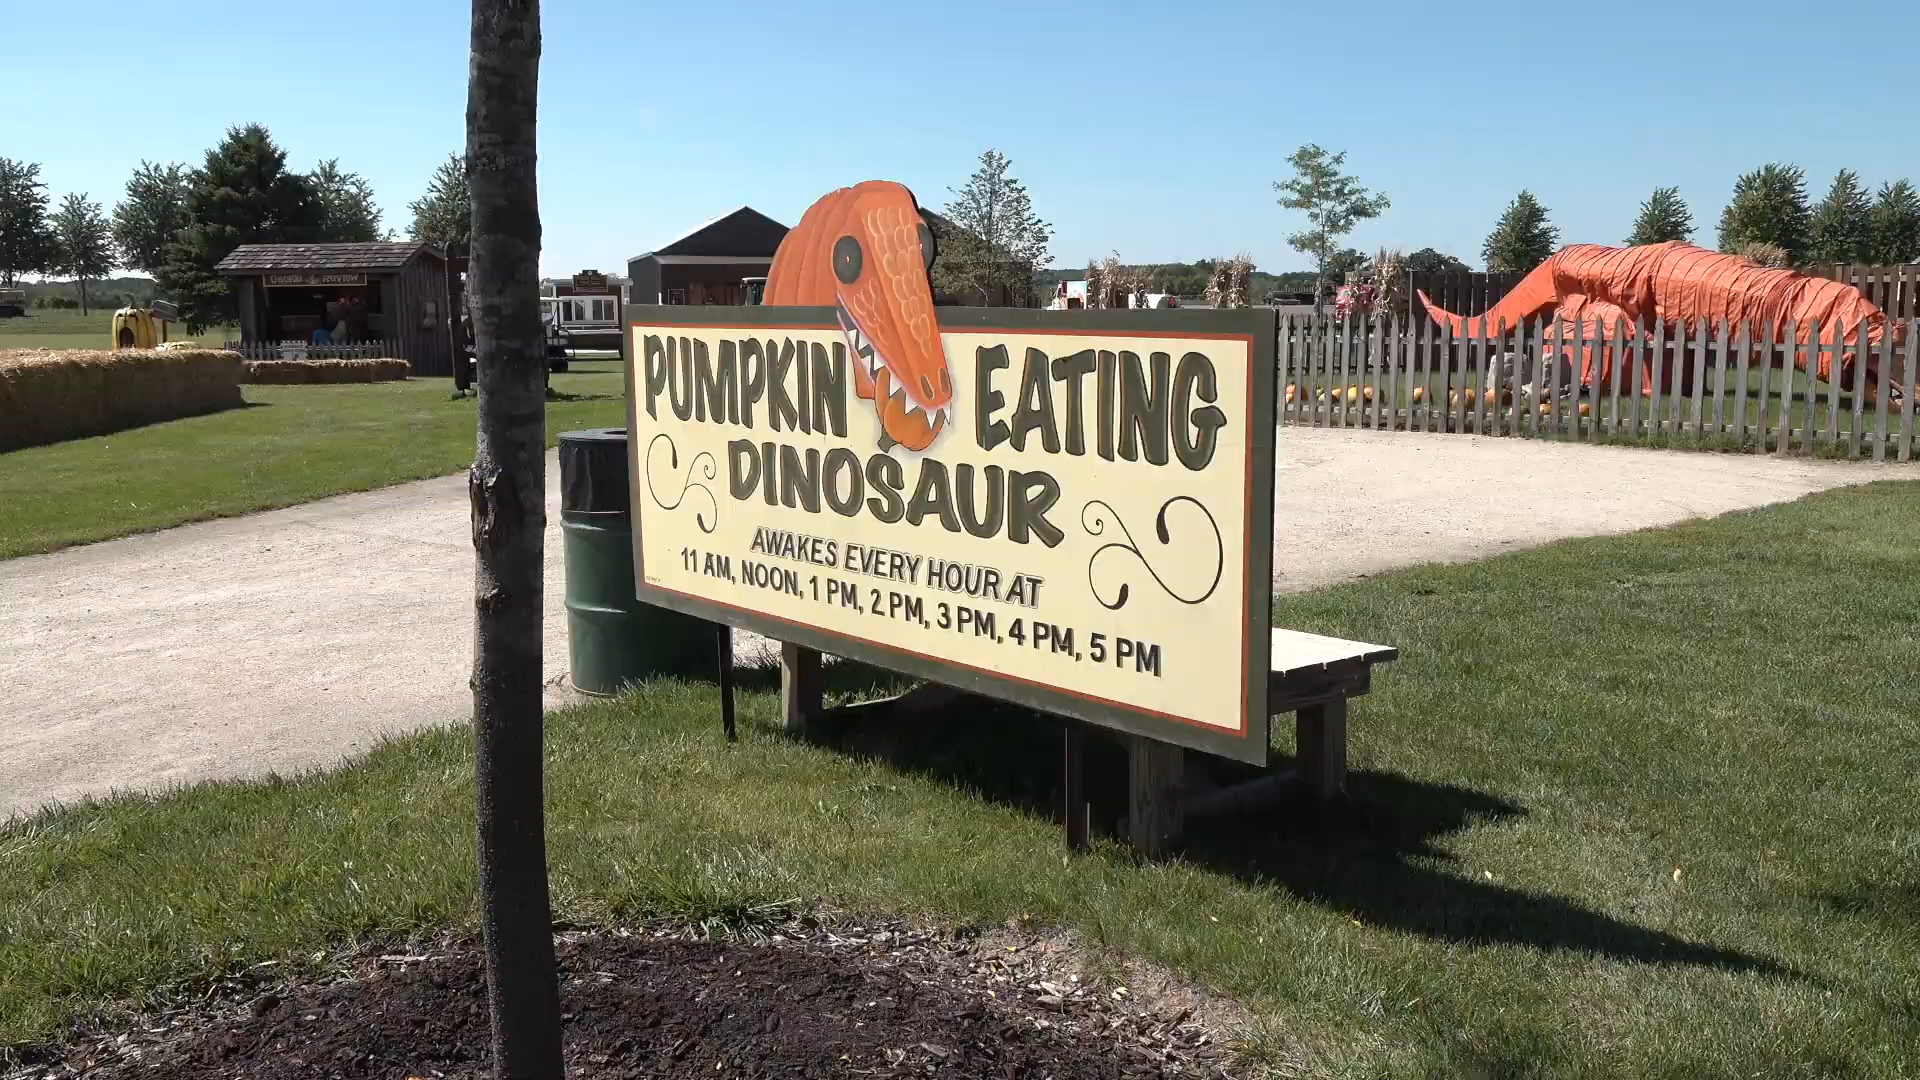 PUMPKIN EATING
DINOSAUR
AWAKES EVERY HOUR AT
11 AM, NOON, 1 PM, 2 PM, 3 PM, 4 PM, 5 PM
Review